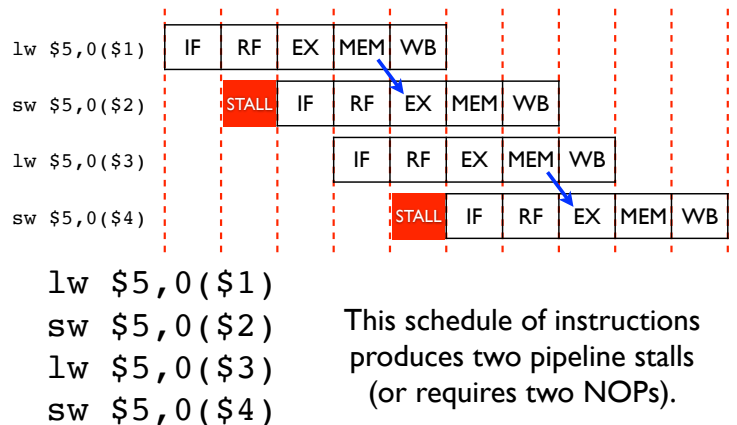 lw $5,0($1) IF RF EX MEM WB
sw $5,0($2) STALL IF RF EX MEM WB
lw $5,0($3) IF RF EX MEM WB
sw $5,0($4) STALL IF RF EX MEM WB
lw $5,0($1)
sw $5,0($2)
lw $5,0($3)
sw $5,0($4)
This schedule of instructions
produces two pipeline stalls
(or requires two NOPs).